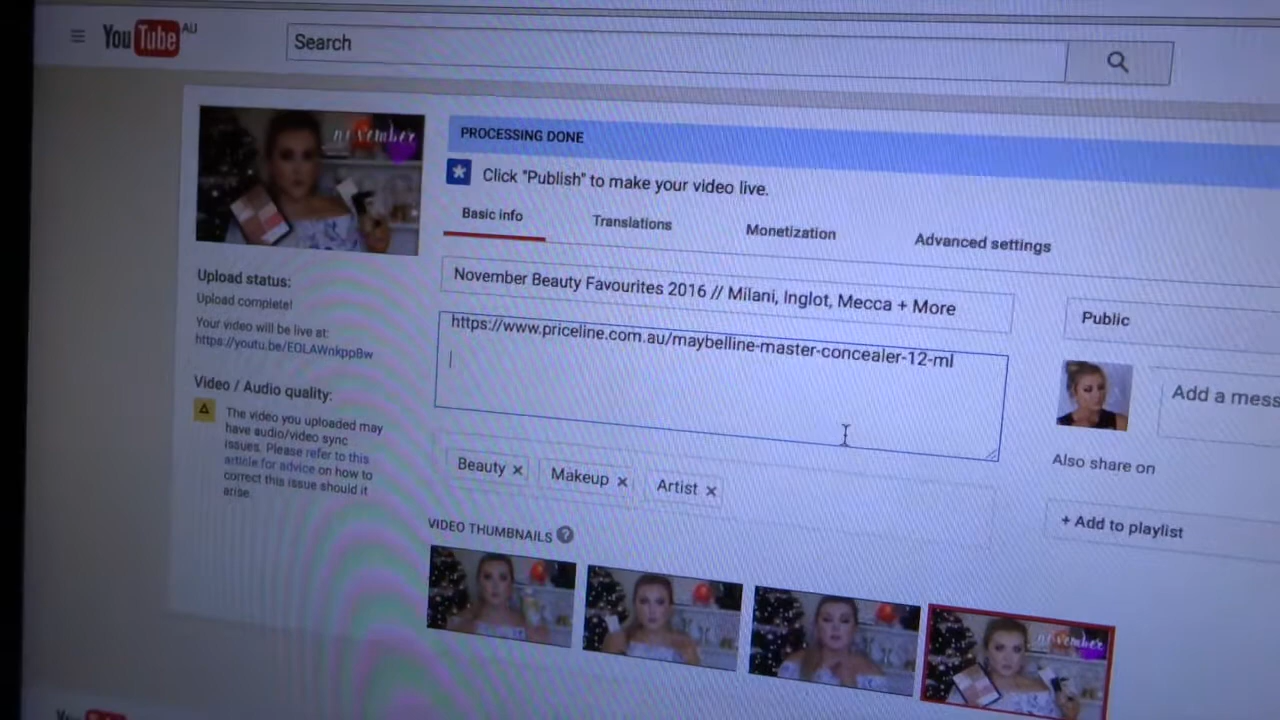 YouTube AU
Search
november
PROCESSING DONE
Click "Publish" to make your video live.
Basic info
Translations
Monetization
Advanced settings
Upload status:
Upload complete!
Your video will be live at:
https://youtu.be/EOLAWnkppBw
Video / Audio quality:
The video you uploaded may
have audio/video sync
issues. Please refer to this
article for advice on how to
correct this issue should it
arise.
November Beauty Favourites 2016 // Milani, Inglot, Mecca + More
https://www.priceline.com.au/maybelline-master-concealer-12-ml
Beauty ×
Makeup ×
Artist ×
Public
Add a mess
Also share on
+ Add to playlist
VIDEO THUMBNAILS ?
november